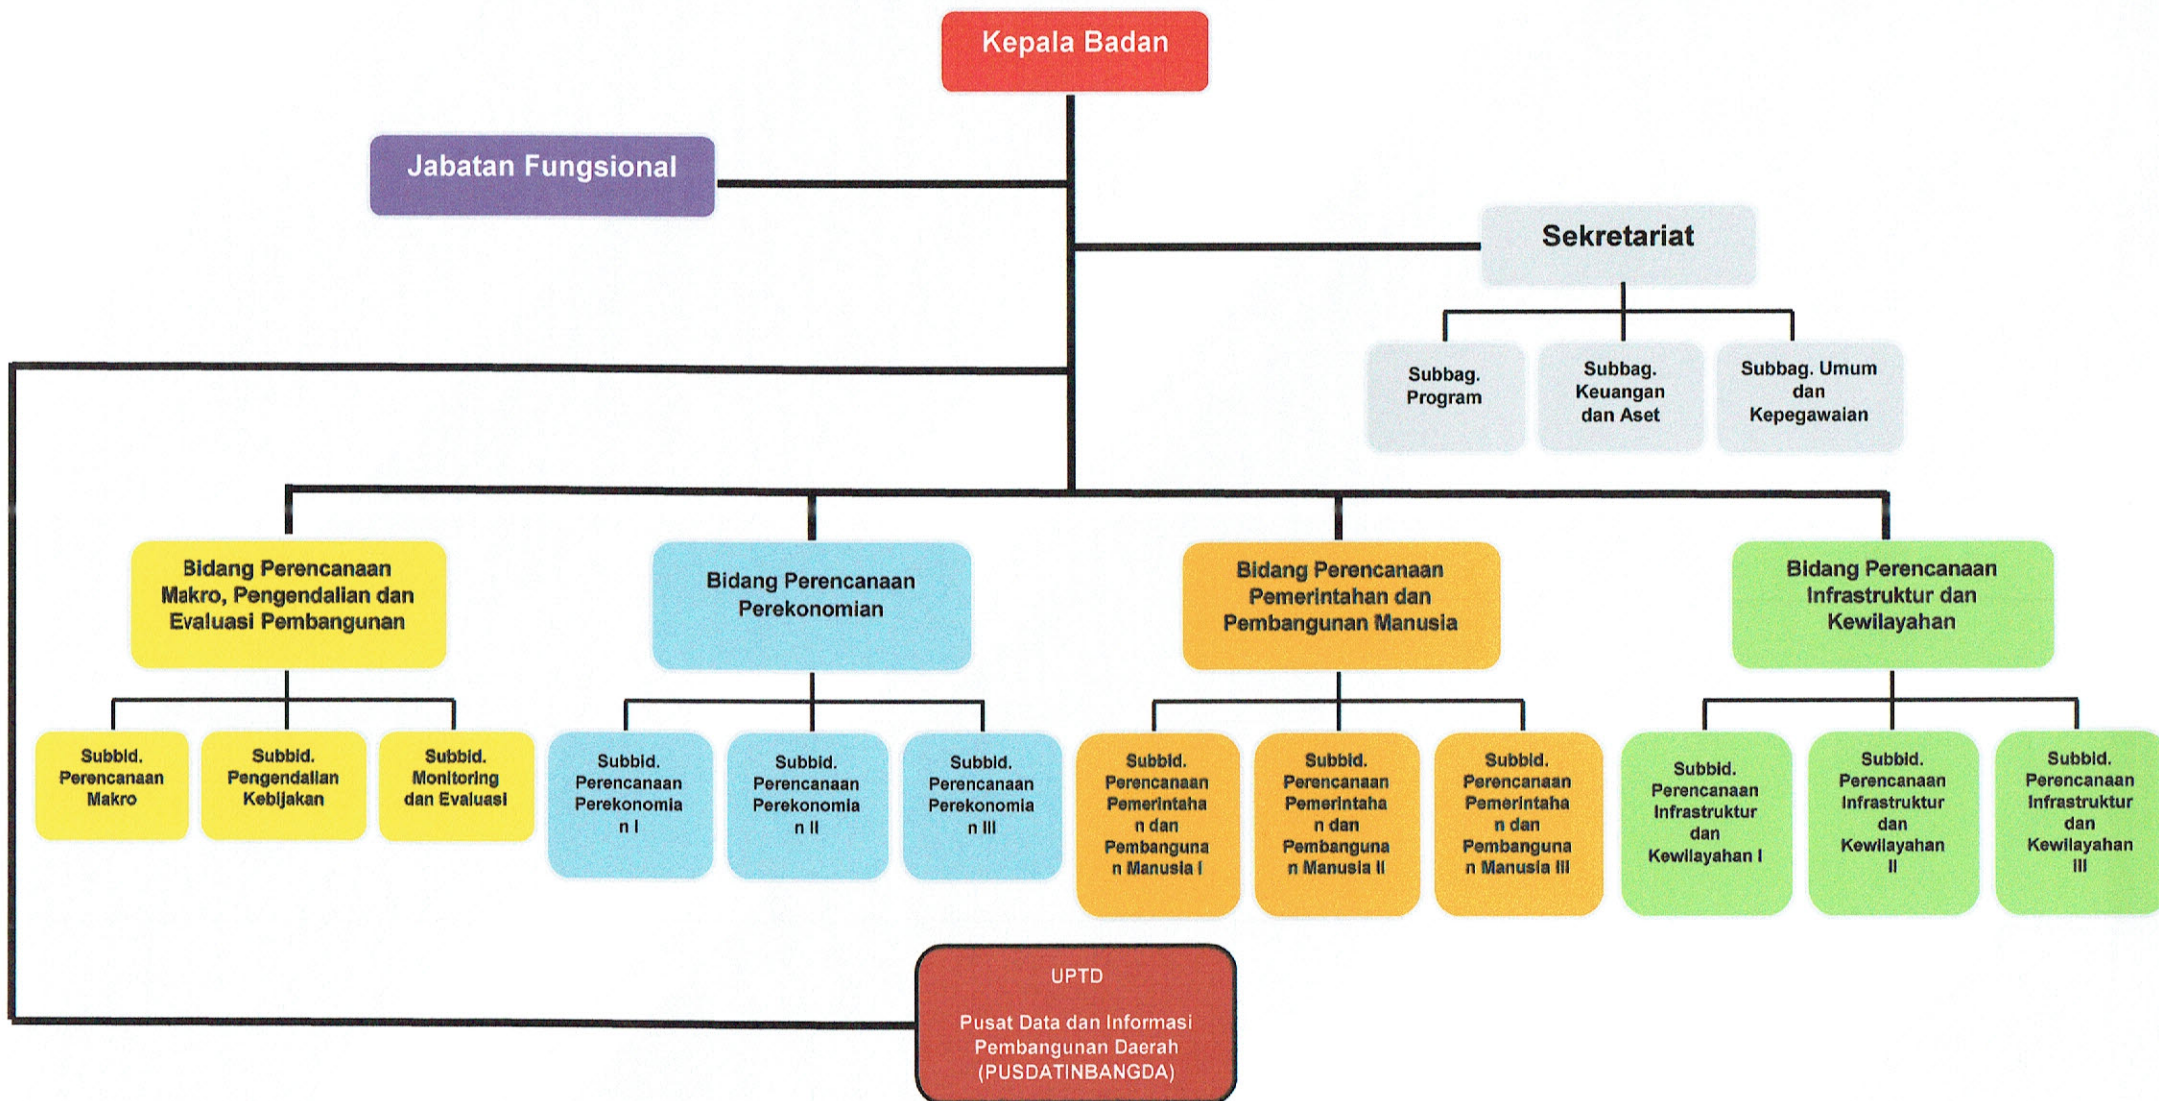 Kepala Badan
Jabatan Fungsional
Sekretariat
Subbag.
Program
Subbag.
Keuangan
dan Aset
Subbag. Umum
dan
Kepegawaian
Bidang Perencanaan
Makro, Pengendalian dan
Evaluasi Pembangunan
Bidang Perencanaan
Perekonomian
Bidang Perencanaan
Pemerintahan dan
Pembangunan Manusia
Bidang Perencanaan
Infrastruktur dan
Kewilayahan
Subbid.
Perencanaan
Makro
Subbid.
Pengendalian
Kebijakan
Subbid.
Monitoring
dan Evaluasi
Subbid.
Perencanaan
Perekonomia
n I
Subbid.
Perencanaan
Perekonomia
n II
Subbid.
Perencanaan
Perekonomia
n III
Subbid.
Perencanaan
Pemerintaha
n dan
Pembanguna
n Manusia I
Subbid.
Perencanaan
Pemerintaha
n dan
Pembanguna
n Manusia II
Subbid.
Perencanaan
Pemerintaha
n dan
Pembanguna
n Manusia III
Subbid.
Perencanaan
Infrastruktur
dan
Kewilayahan I
Subbid.
Perencanaan
Infrastruktur
dan
Kewilayahan
II
Subbid.
Perencanaan
Infrastruktur
dan
Kewilayahan
III
UPTD
Pusat Data dan Informasi
Pembangunan Daerah
(PUSDATINBANGDA)